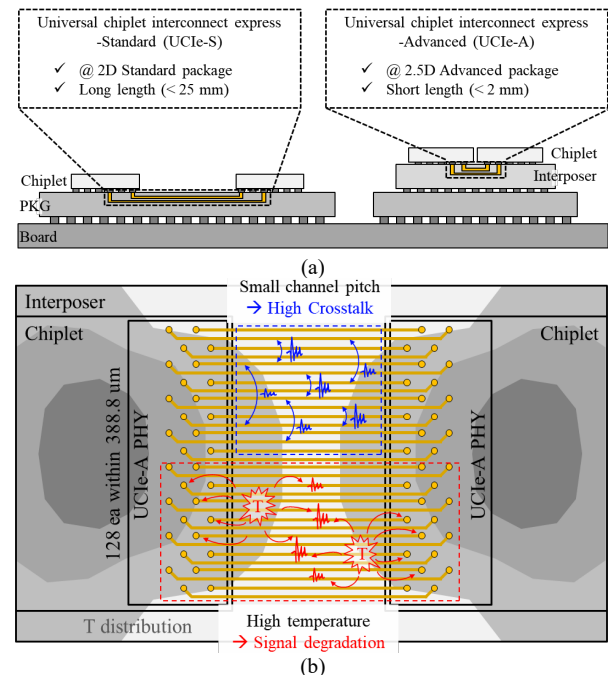 Universal chiplet interconnect express
-Standard (UCIe-S)
✓ @ 2D Standard package
✓ Long length (< 25 mm)
Universal chiplet interconnect express
-Advanced (UCIe-A)
✓ @ 2.5D Advanced package
✓ Short length (< 2 mm)
Chiplet
PKG
Board
Chiplet
Interposer
(a)
Interposer
Small channel pitch
→ High Crosstalk
Chiplet
Chiplet
128 ea within 388.8 um
UCIe-A PHY
UCIe-A PHY
T
T
T distribution
High temperature
→ Signal degradation
(b)